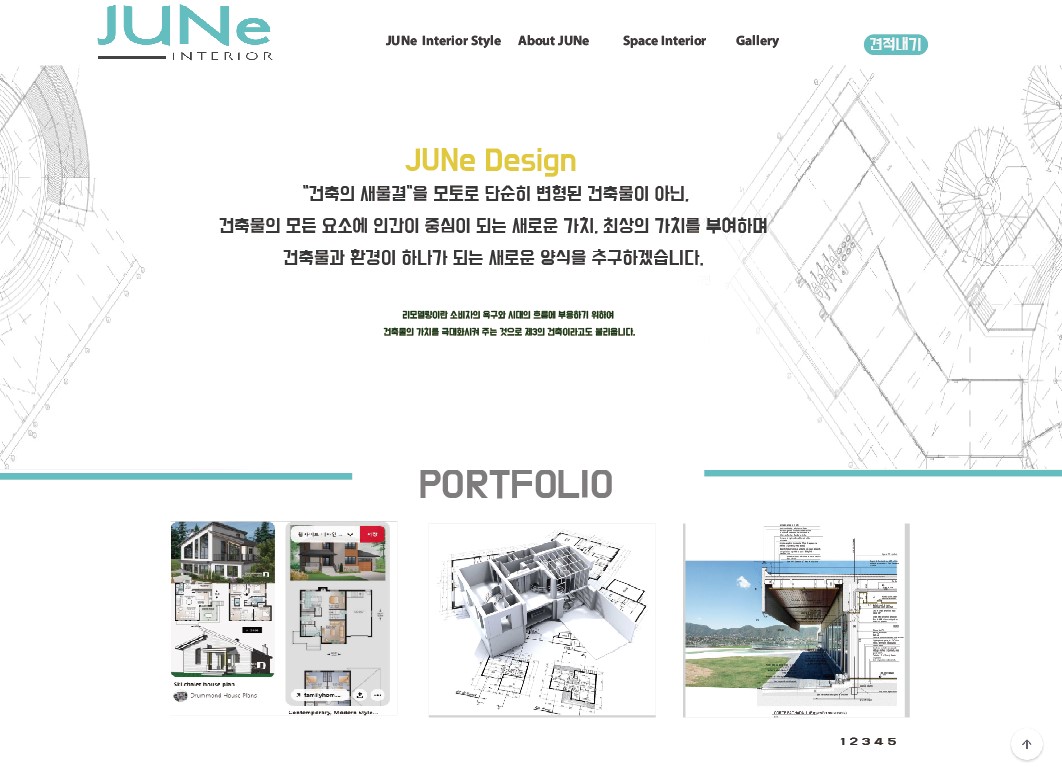 JUNe
INTERIOR
JUNe Interior Style About JUNe Space Interior Gallery 견적내기
JUNe Design
"건축의 새물결"을 모토로 단순히 변형된 건축물이 아닌,
건축물의 모든 요소에 인간이 중심이 되는 새로운 가치, 최상의 가치를 부여하며
건축물과 환경이 하나가 되는 새로운 양식을 추구하겠습니다.
리모델링이란 소비자의 욕구와 시대의 흐름에 부응하기 위하여
건축물의 가치를 극대화시켜 주는 것으로 제3의 건축이라고도 불리웁니다.
PORTFOLIO
저장
Ski chalet house plan
Drummond House Plans
familyhom...
Contemporary, Modern Style...
1 2 3 4 5